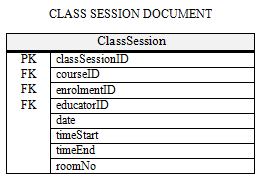 CLASS SESSION DOCUMENT
ClassSession
PK classSessionID
FK courseID
FK enrolmentID
FK educatorID
date
timeStart
timeEnd
roomNo